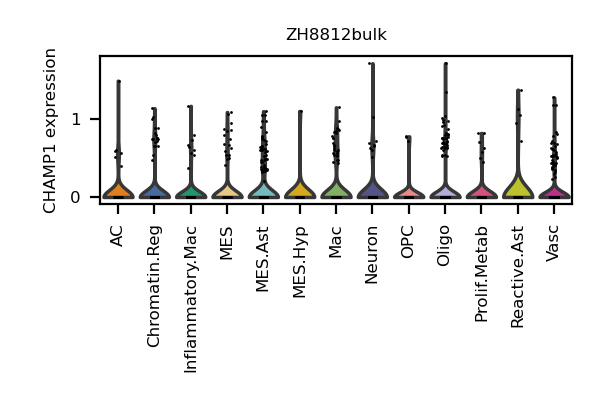 ZH8812bulk
CHAMP1 expression
1
0
AC
Chromatin.Reg
Inflammatory.Mac
MES
MES.Ast
MES.Hyp
Mac
Neuron
OPC
Oligo
Prolif.Metab
Reactive.Ast
Vasc